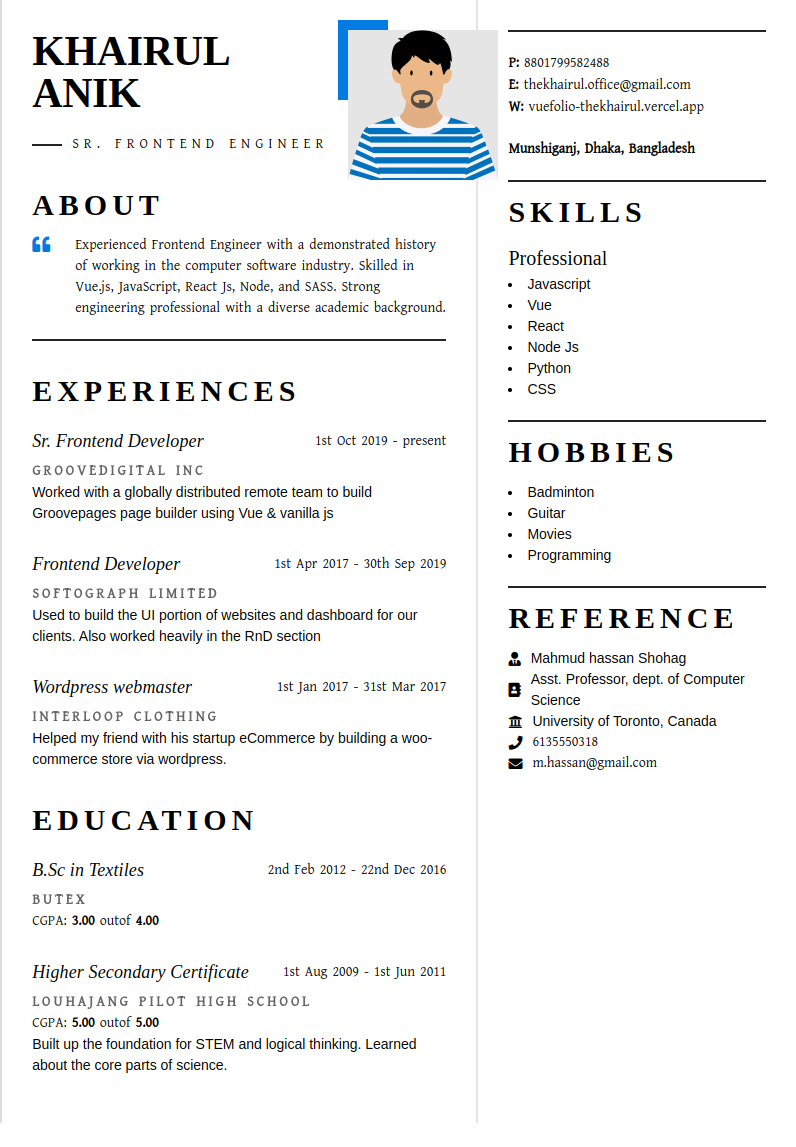 KHAIRUL
ANIK
SR. FRONTEND ENGINEER
ABOUT
Experienced Frontend Engineer with a demonstrated history
of working in the computer software industry. Skilled in
Vue.js, JavaScript, React Js, Node, and SASS. Strong
engineering professional with a diverse academic background.
EXPERIENCES
Sr. Frontend Developer 1st Oct 2019 - present
GROOVEDIGITAL INC
Worked with a globally distributed remote team to build
Groovepages page builder using Vue & vanilla js
Frontend Developer 1st Apr 2017 - 30th Sep 2019
SOFTOGRAPH LIMITED
Used to build the UI portion of websites and dashboard for our
clients. Also worked heavily in the RnD section
Wordpress webmaster 1st Jan 2017 - 31st Mar 2017
INTERLOOP CLOTHING
Helped my friend with his startup eCommerce by building a woo-
commerce store via wordpress.
EDUCATION
B.Sc in Textiles 2nd Feb 2012 - 22nd Dec 2016
BUTEX
CGPA: 3.00 outof 4.00
Higher Secondary Certificate 1st Aug 2009 - 1st Jun 2011
LOUHAJANG PILOT HIGH SCHOOL
CGPA: 5.00 outof 5.00
Built up the foundation for STEM and logical thinking. Learned
about the core parts of science.
P: 8801799582488
E: thekhairul.office@gmail.com
W: vuefolio-thekhairul.vercel.app
Munshiganj, Dhaka, Bangladesh
SKILLS
Professional
• Javascript
• Vue
• React
• Node Js
• Python
• CSS
HOBBIES
• Badminton
• Guitar
• Movies
• Programming
REFERENCE
Mahmud hassan Shohag
Asst. Professor, dept. of Computer
Science
University of Toronto, Canada
6135550318
m.hassan@gmail.com